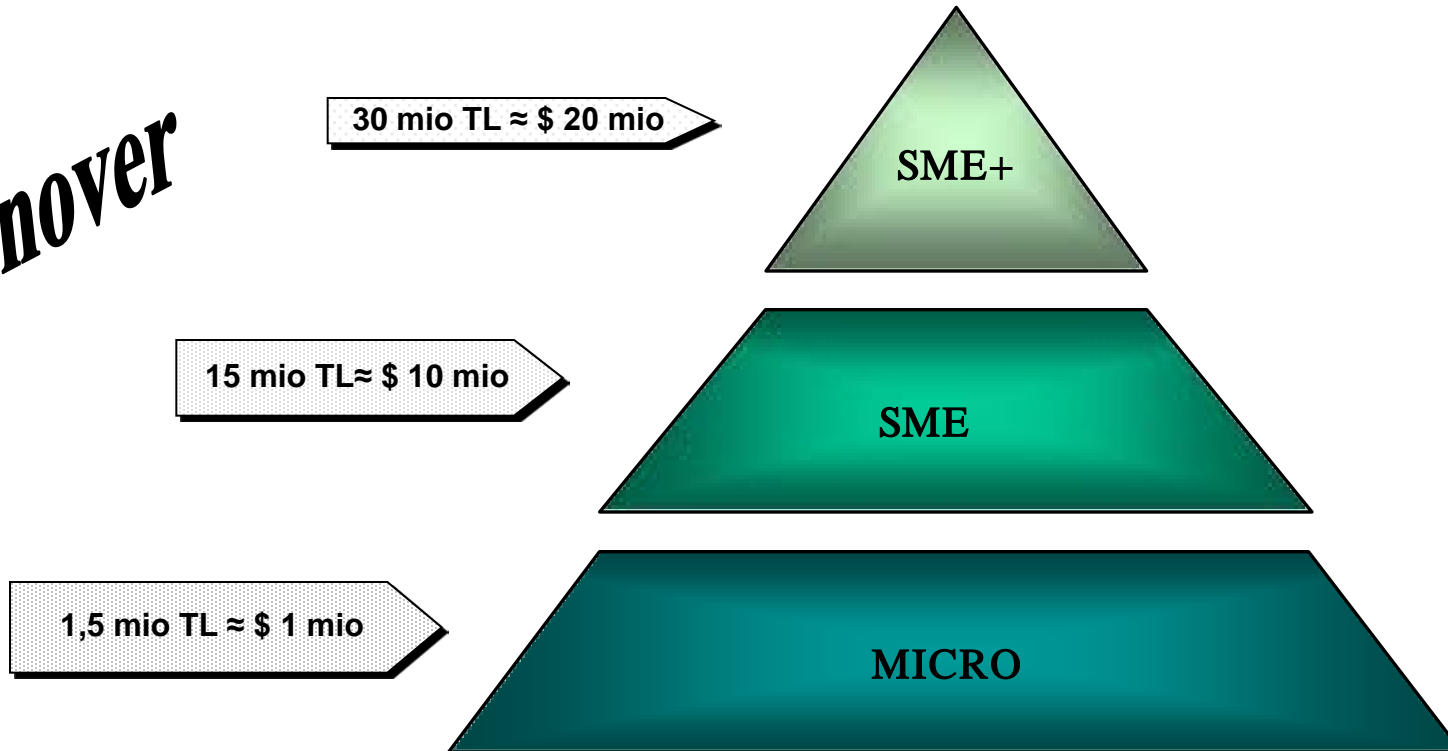 30 mio TL ≈ $ 20 mio
SME+
nover
15 mio TL≈ $ 10 mio
SME
1,5 mio TL ≈ $ 1 mio
MICRO